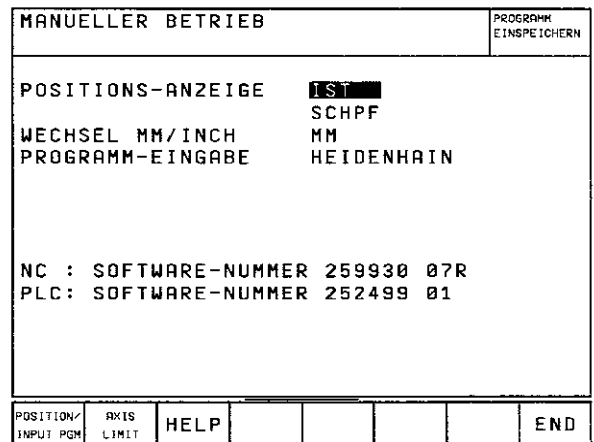 MANUELLER BETRIEB
PROGRAMM
EINSPEICHERN
POSITIONS-ANZEIGE IST
SCHPF
WECHSEL MM/INCH MM
PROGRAMM-EINGABE HEIDENHAIN
NC : SOFTWARE-NUMMER 259930 07R
PLC: SOFTWARE-NUMMER 252499 01
POSITION/
INPUT PGM
AXIS
LIMIT
HELP
END